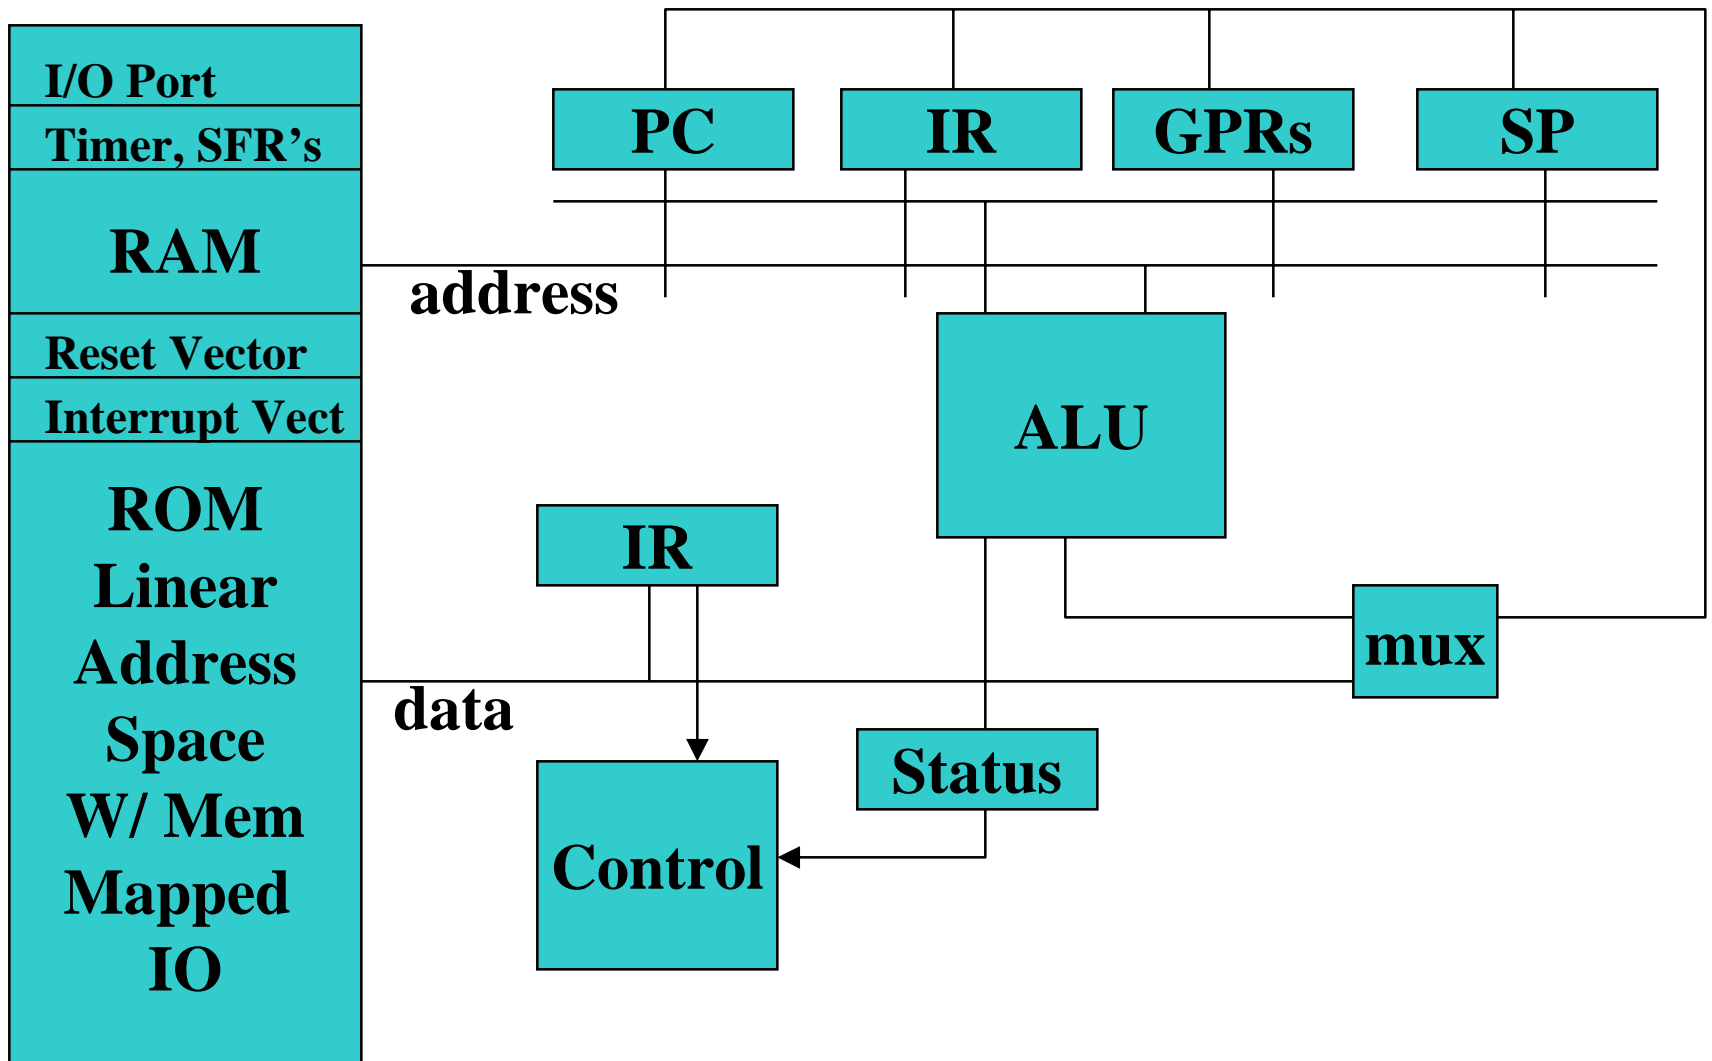 I/O Port
Timer, SFR's
RAM
Reset Vector
Interrupt Vect
ROM
Linear
Address
Space
W/ Mem
Mapped
IO
PC
IR
GPRs
SP
address
ALU
IR
mux
data
Status
Control